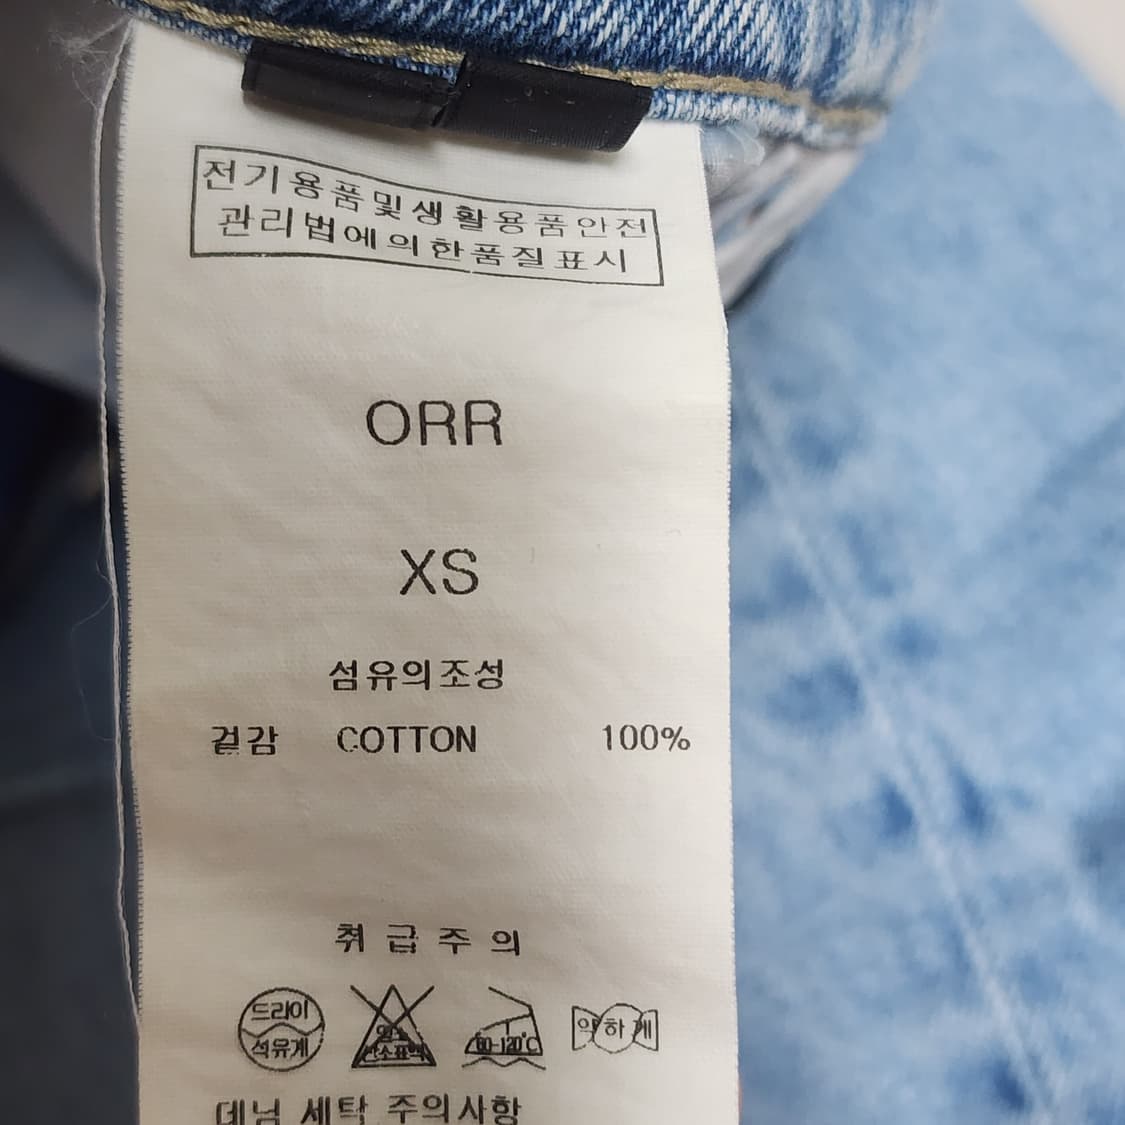 전기용품및생활용품안전
관리법에의한품질표시
ORR
XS
섬유의조성
겉감 COTTON 100%
취급주의
드라이
석유계
80-120℃
약하게
데님 세탁 주의사항